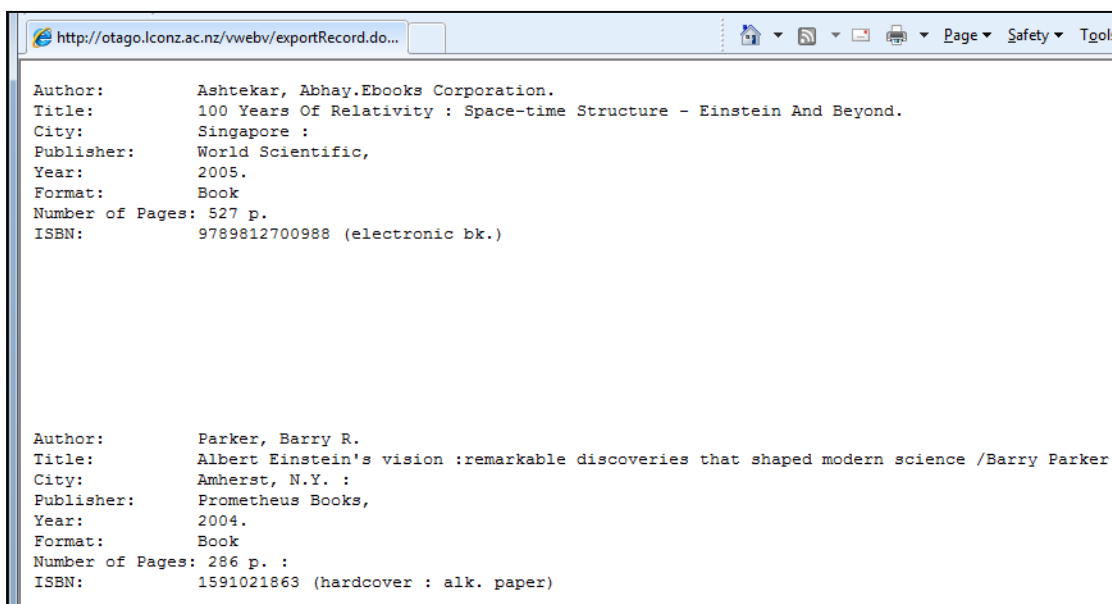 http://otago.lconz.ac.nz/vwebv/exportRecord.do... Page Safety Tools
Author: Ashtekar, Abhay.Ebooks Corporation.
Title: 100 Years Of Relativity : Space-time Structure - Einstein And Beyond.
City: Singapore :
Publisher: World Scientific,
Year: 2005.
Format: Book
Number of Pages: 527 p.
ISBN: 9789812700988 (electronic bk.)
Author: Parker, Barry R.
Title: Albert Einstein's vision :remarkable discoveries that shaped modern science /Barry Parker
City: Amherst, N.Y. :
Publisher: Prometheus Books,
Year: 2004.
Format: Book
Number of Pages: 286 p. :
ISBN: 1591021863 (hardcover : alk. paper)